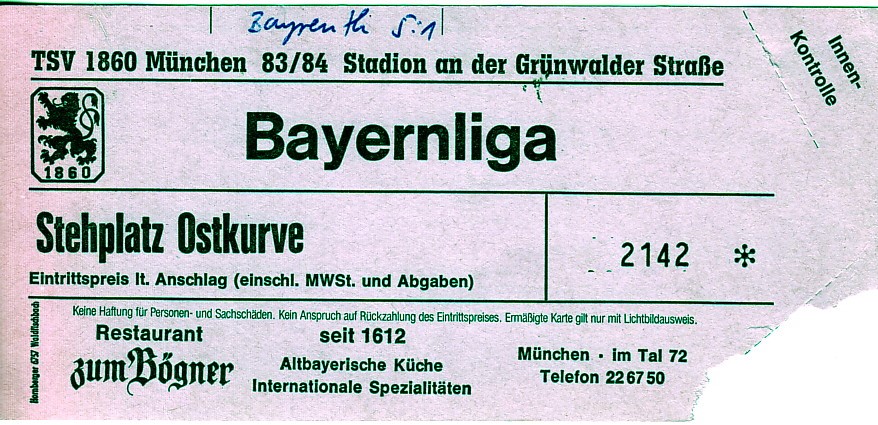 Bayreuth 5:1
TSV 1860 München 83/84 Stadion an der Grünwalder Straße
Innen-
Kontrolle
1860
Bayernliga
Stehplatz Ostkurve
2142 *
Eintrittspreis lt. Anschlag (einschl. MWSt. und Abgaben)
Keine Haftung für Personen- und Sachschäden. Kein Anspruch auf Rückzahlung des Eintrittspreises. Ermäßigte Karte gilt nur mit Lichtbildausweis.
Restaurant seit 1612
zum Bögner
Altbayerische Küche
Internationale Spezialitäten
München · im Tal 72
Telefon 22 67 50
Homberger 6757 Waldfischbach